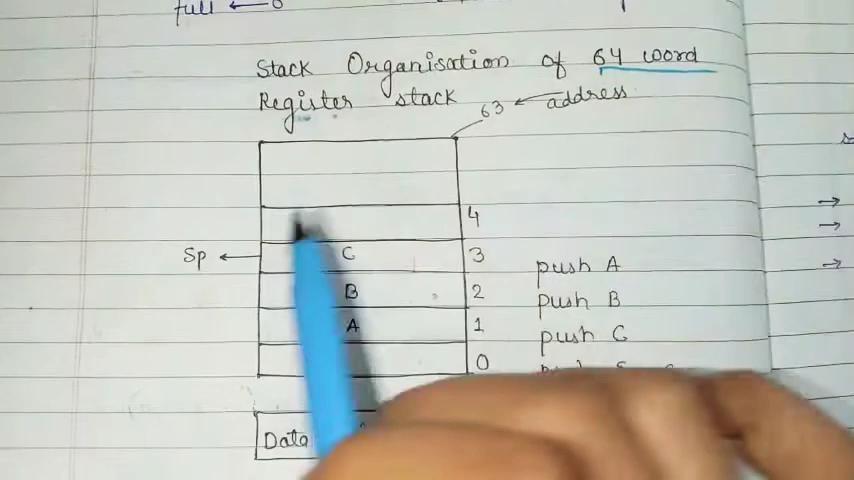 full ← 0
Stack Organisation of 64 word
Register stack
63 ← address
4
Sp ← C 3
push A
B 2
push B
A 1
push C
0
Data